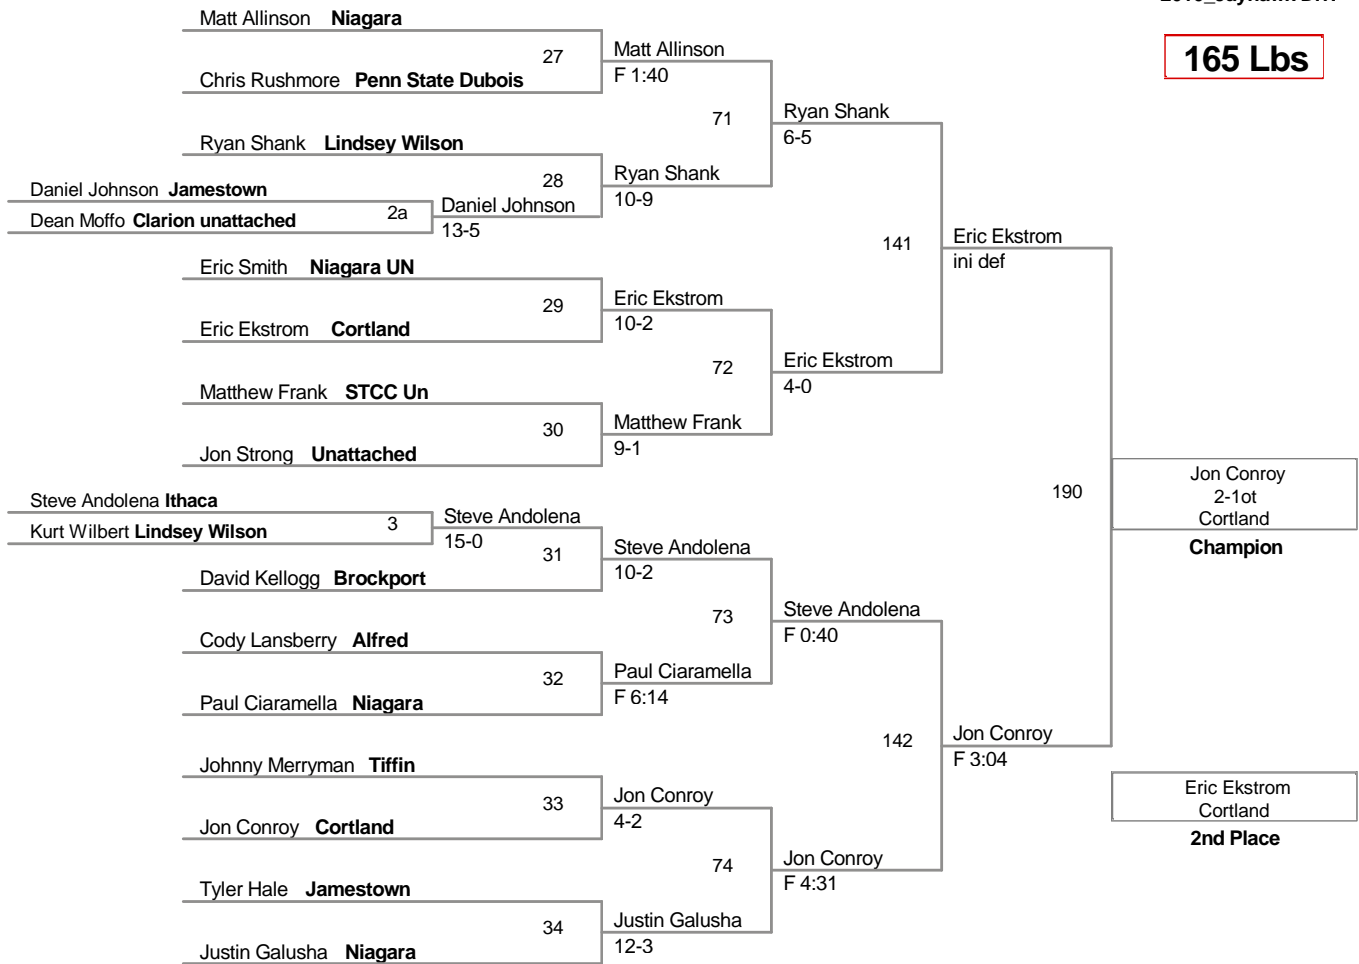 165 Lbs
Matt Allinson Niagara
27
Matt Allinson
F 1:40
Chris Rushmore Penn State Dubois
71
Ryan Shank
6-5
Ryan Shank Lindsey Wilson
28
Ryan Shank
10-9
Daniel Johnson Jamestown
2a
Daniel Johnson
13-5
Dean Moffo Clarion unattached
141
Eric Ekstrom
ini def
Eric Smith Niagara UN
29
Eric Ekstrom
10-2
Eric Ekstrom Cortland
72
Eric Ekstrom
4-0
Matthew Frank STCC Un
30
Matthew Frank
9-1
Jon Strong Unattached
190
Jon Conroy
2-1ot
Cortland
Champion
Steve Andolena Ithaca
3
Steve Andolena
15-0
Kurt Wilbert Lindsey Wilson
31
Steve Andolena
10-2
David Kellogg Brockport
73
Steve Andolena
F 0:40
Cody Lansberry Alfred
32
Paul Ciaramella
F 6:14
Paul Ciaramella Niagara
142
Jon Conroy
F 3:04
Johnny Merryman Tiffin
33
Jon Conroy
4-2
Jon Conroy Cortland
74
Jon Conroy
F 4:31
Tyler Hale Jamestown
34
Justin Galusha
12-3
Justin Galusha Niagara
Eric Ekstrom
Cortland
2nd Place